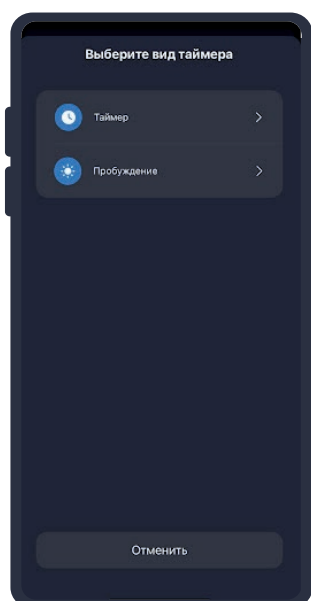 Выберите вид таймера
Таймер
Пробуждение
Отменить